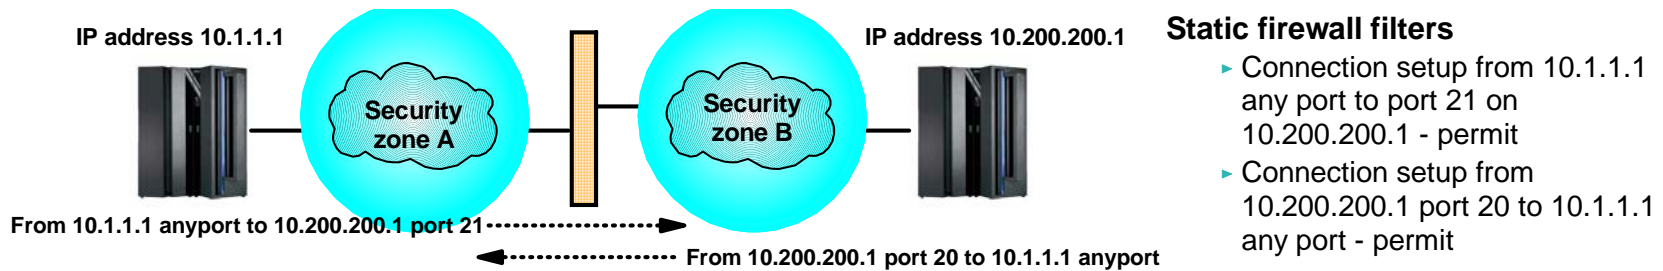 IP address 10.1.1.1
Security
zone A
Security
zone B
IP address 10.200.200.1
From 10.1.1.1 anyport to 10.200.200.1 port 21
From 10.200.200.1 port 20 to 10.1.1.1 anyport
Static firewall filters
► Connection setup from 10.1.1.1
any port to port 21 on
10.200.200.1 - permit
► Connection setup from
10.200.200.1 port 20 to 10.1.1.1
any port - permit